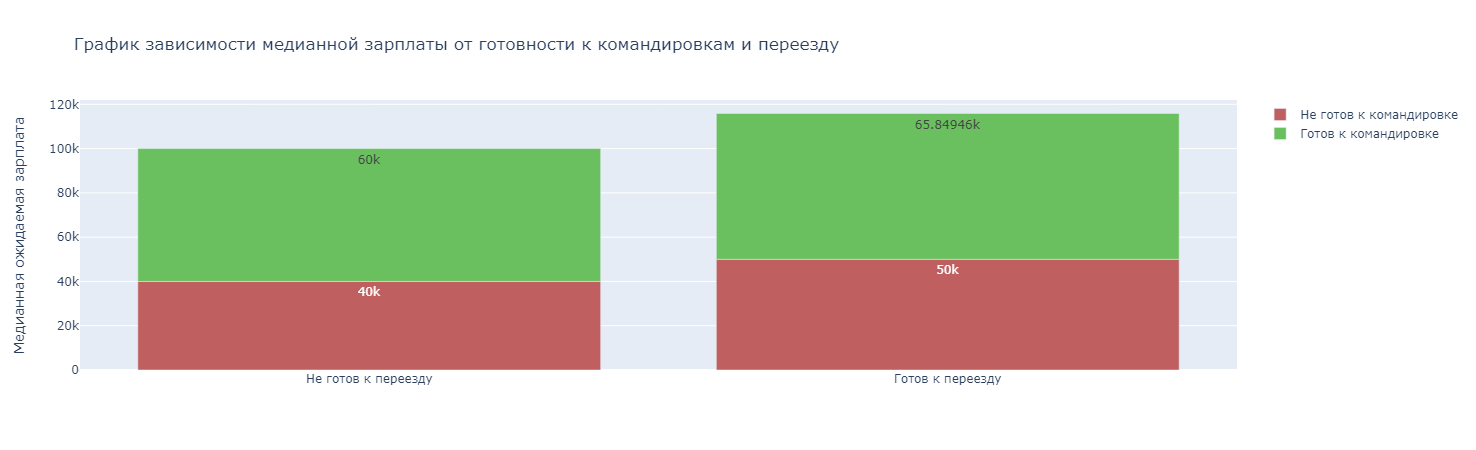 График зависимости медианной зарплаты от готовности к командировкам и переезду
Медианная ожидаемая зарплата
120k
100k
80k
60k
40k
20k
0
60k
40k
65.84946k
50k
Не готов к переезду
Готов к переезду
Не готов к командировке
Готов к командировке